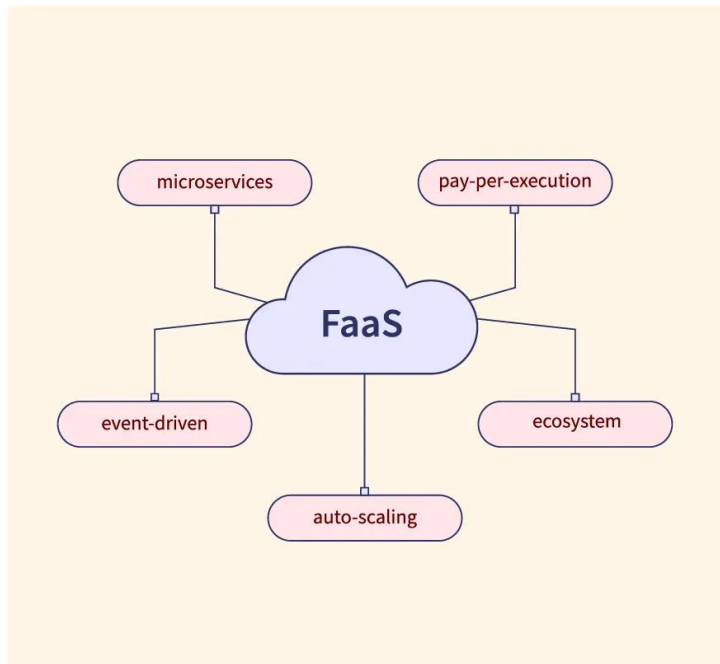 microservices
pay-per-execution
FaaS
event-driven
ecosystem
auto-scaling